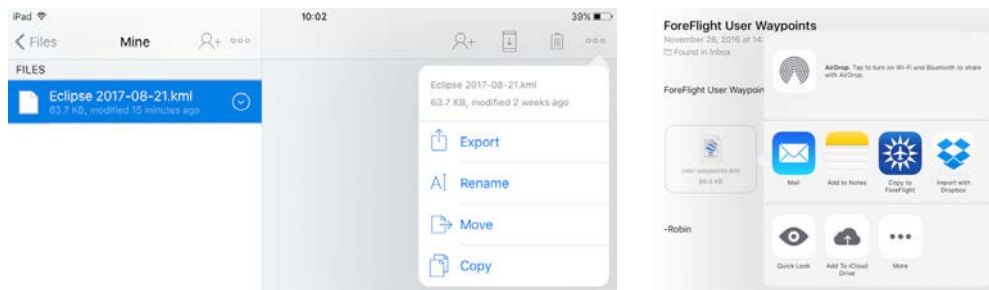 iPad
10:02
39%
Files
Mine
FILES
Eclipse 2017-08-21.kml
63.7 KB, modified 15 minutes ago
Eclipse 2017-08-21.kml
63.7 KB, modified 2 weeks ago
Export
Rename
Move
Copy
ForeFlight User Waypoints
November 28, 2016 at 14:
Found in Inbox
AirDrop. Tap to turn on Wi-Fi and Bluetooth to share
with AirDrop.
ForeFlight User Waypoin
user-waypoints.kml
Mail
Add to Notes
Copy to
ForeFlight
Import with
Dropbox
-Robin
Quick Look
Add To iCloud
Drive
More